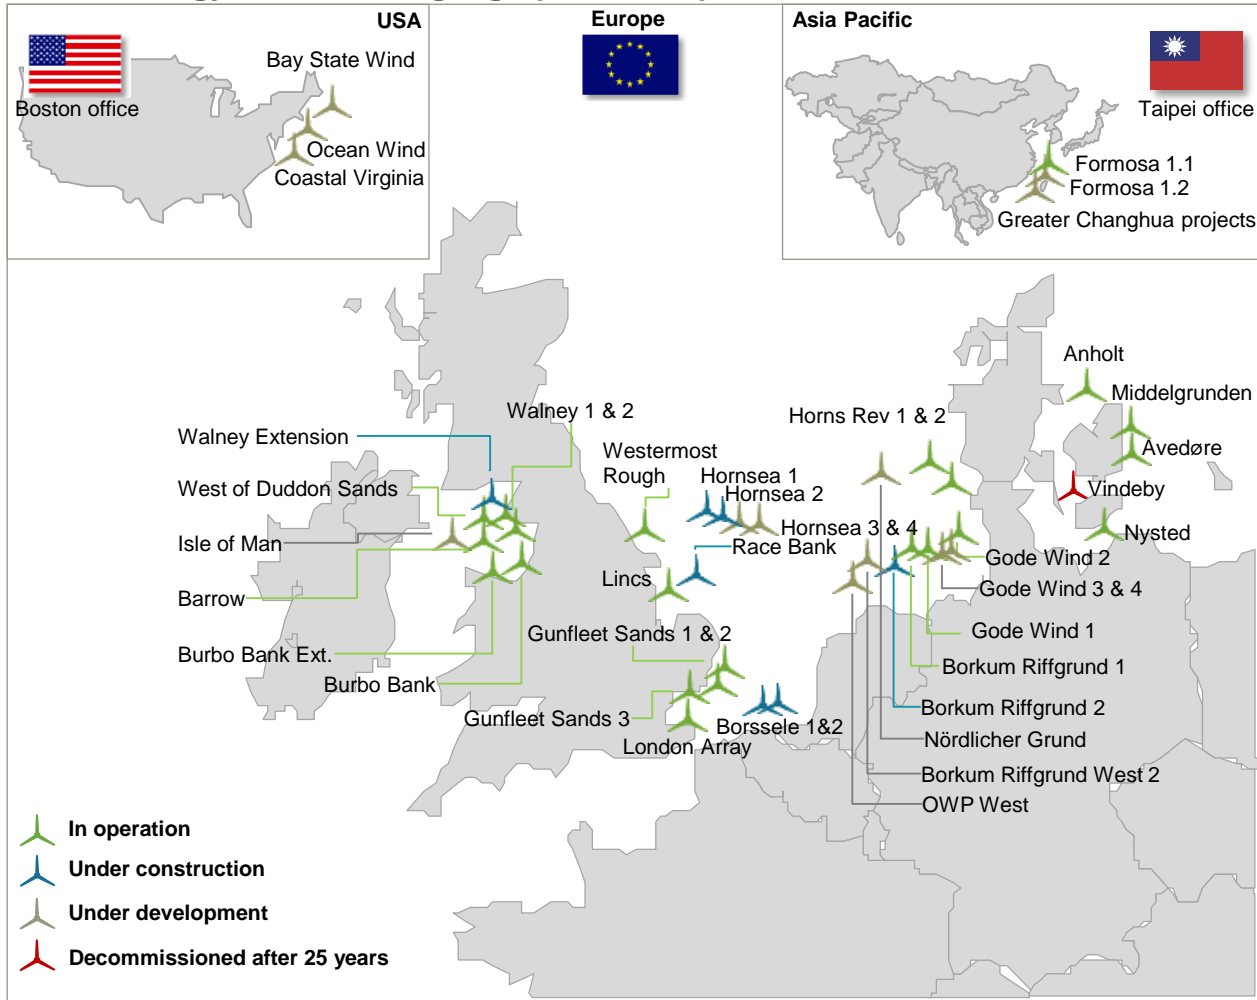 USA
Europe
Asia Pacific
Boston office
Bay State Wind
Ocean Wind
Coastal Virginia
Taipei office
Formosa 1.1
Formosa 1.2
Greater Changhua projects
Walney Extension
West of Duddon Sands
Isle of Man
Barrow
Burbo Bank Ext.
Burbo Bank
Walney 1 & 2
Westermost
Rough
Hornsea 1
Hornsea 2
Hornsea 3 & 4
Race Bank
Lincs
Gunfleet Sands 1 & 2
Gunfleet Sands 3
London Array
Borssele 1&2
Horns Rev 1 & 2
Anholt
Middelgrunden
Avedøre
Vindeby
Nysted
Gode Wind 2
Gode Wind 3 & 4
Gode Wind 1
Borkum Riffgrund 1
Borkum Riffgrund 2
Nördlicher Grund
Borkum Riffgrund West 2
OWP West
In operation
Under construction
Under development
Decommissioned after 25 years